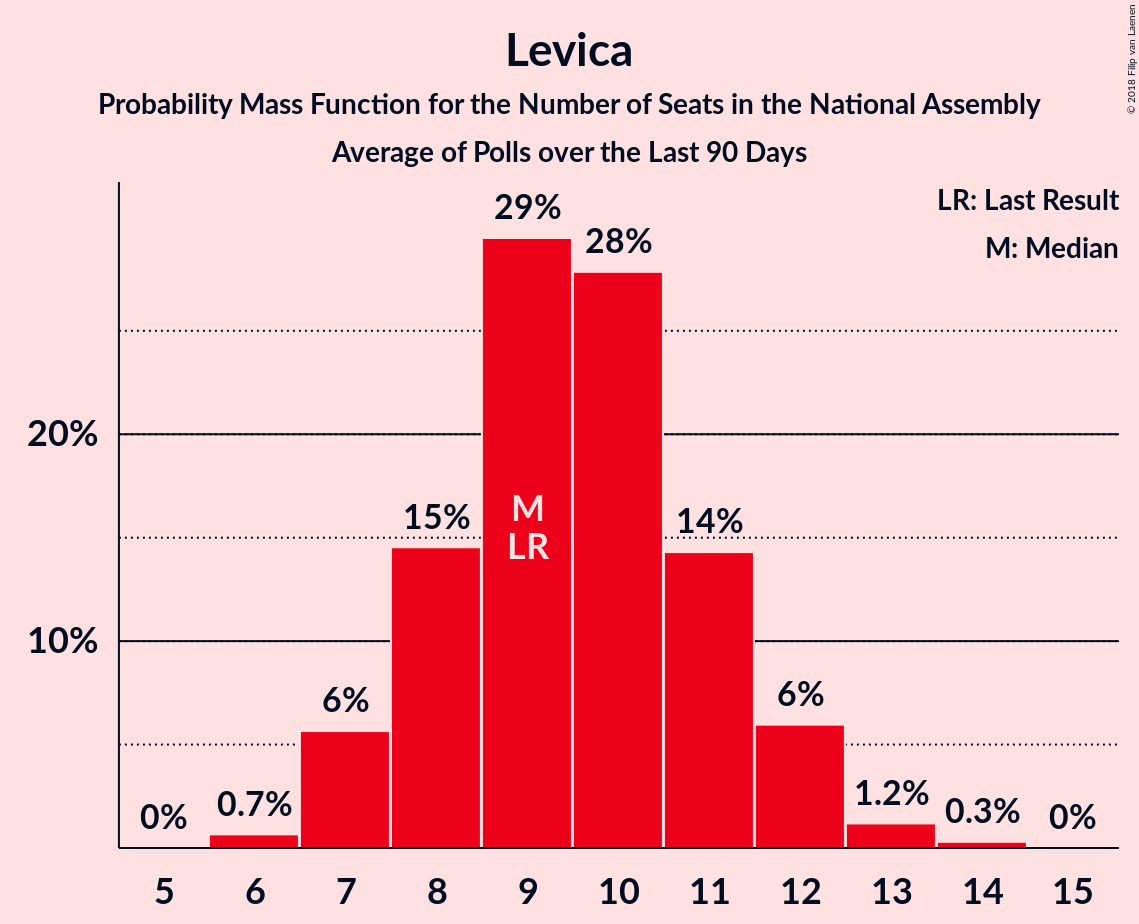 Levica
Probability Mass Function for the Number of Seats in the National Assembly
Average of Polls over the Last 90 Days
© 2018 Filip van Laenen
LR: Last Result
M: Median
29%
28%
20%
15%
14%
M
LR
10%
6%
6%
0%
0.7%
1.2%
0.3%
0%
5 6 7 8 9 10 11 12 13 14 15